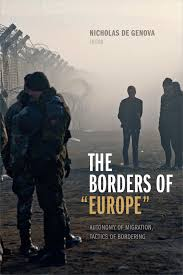 NICHOLAS DE GENOVA
EDITOR
THE
BORDERS OF
"EUROPE"
AUTONOMY OF MIGRATION,
TACTICS OF BORDERING